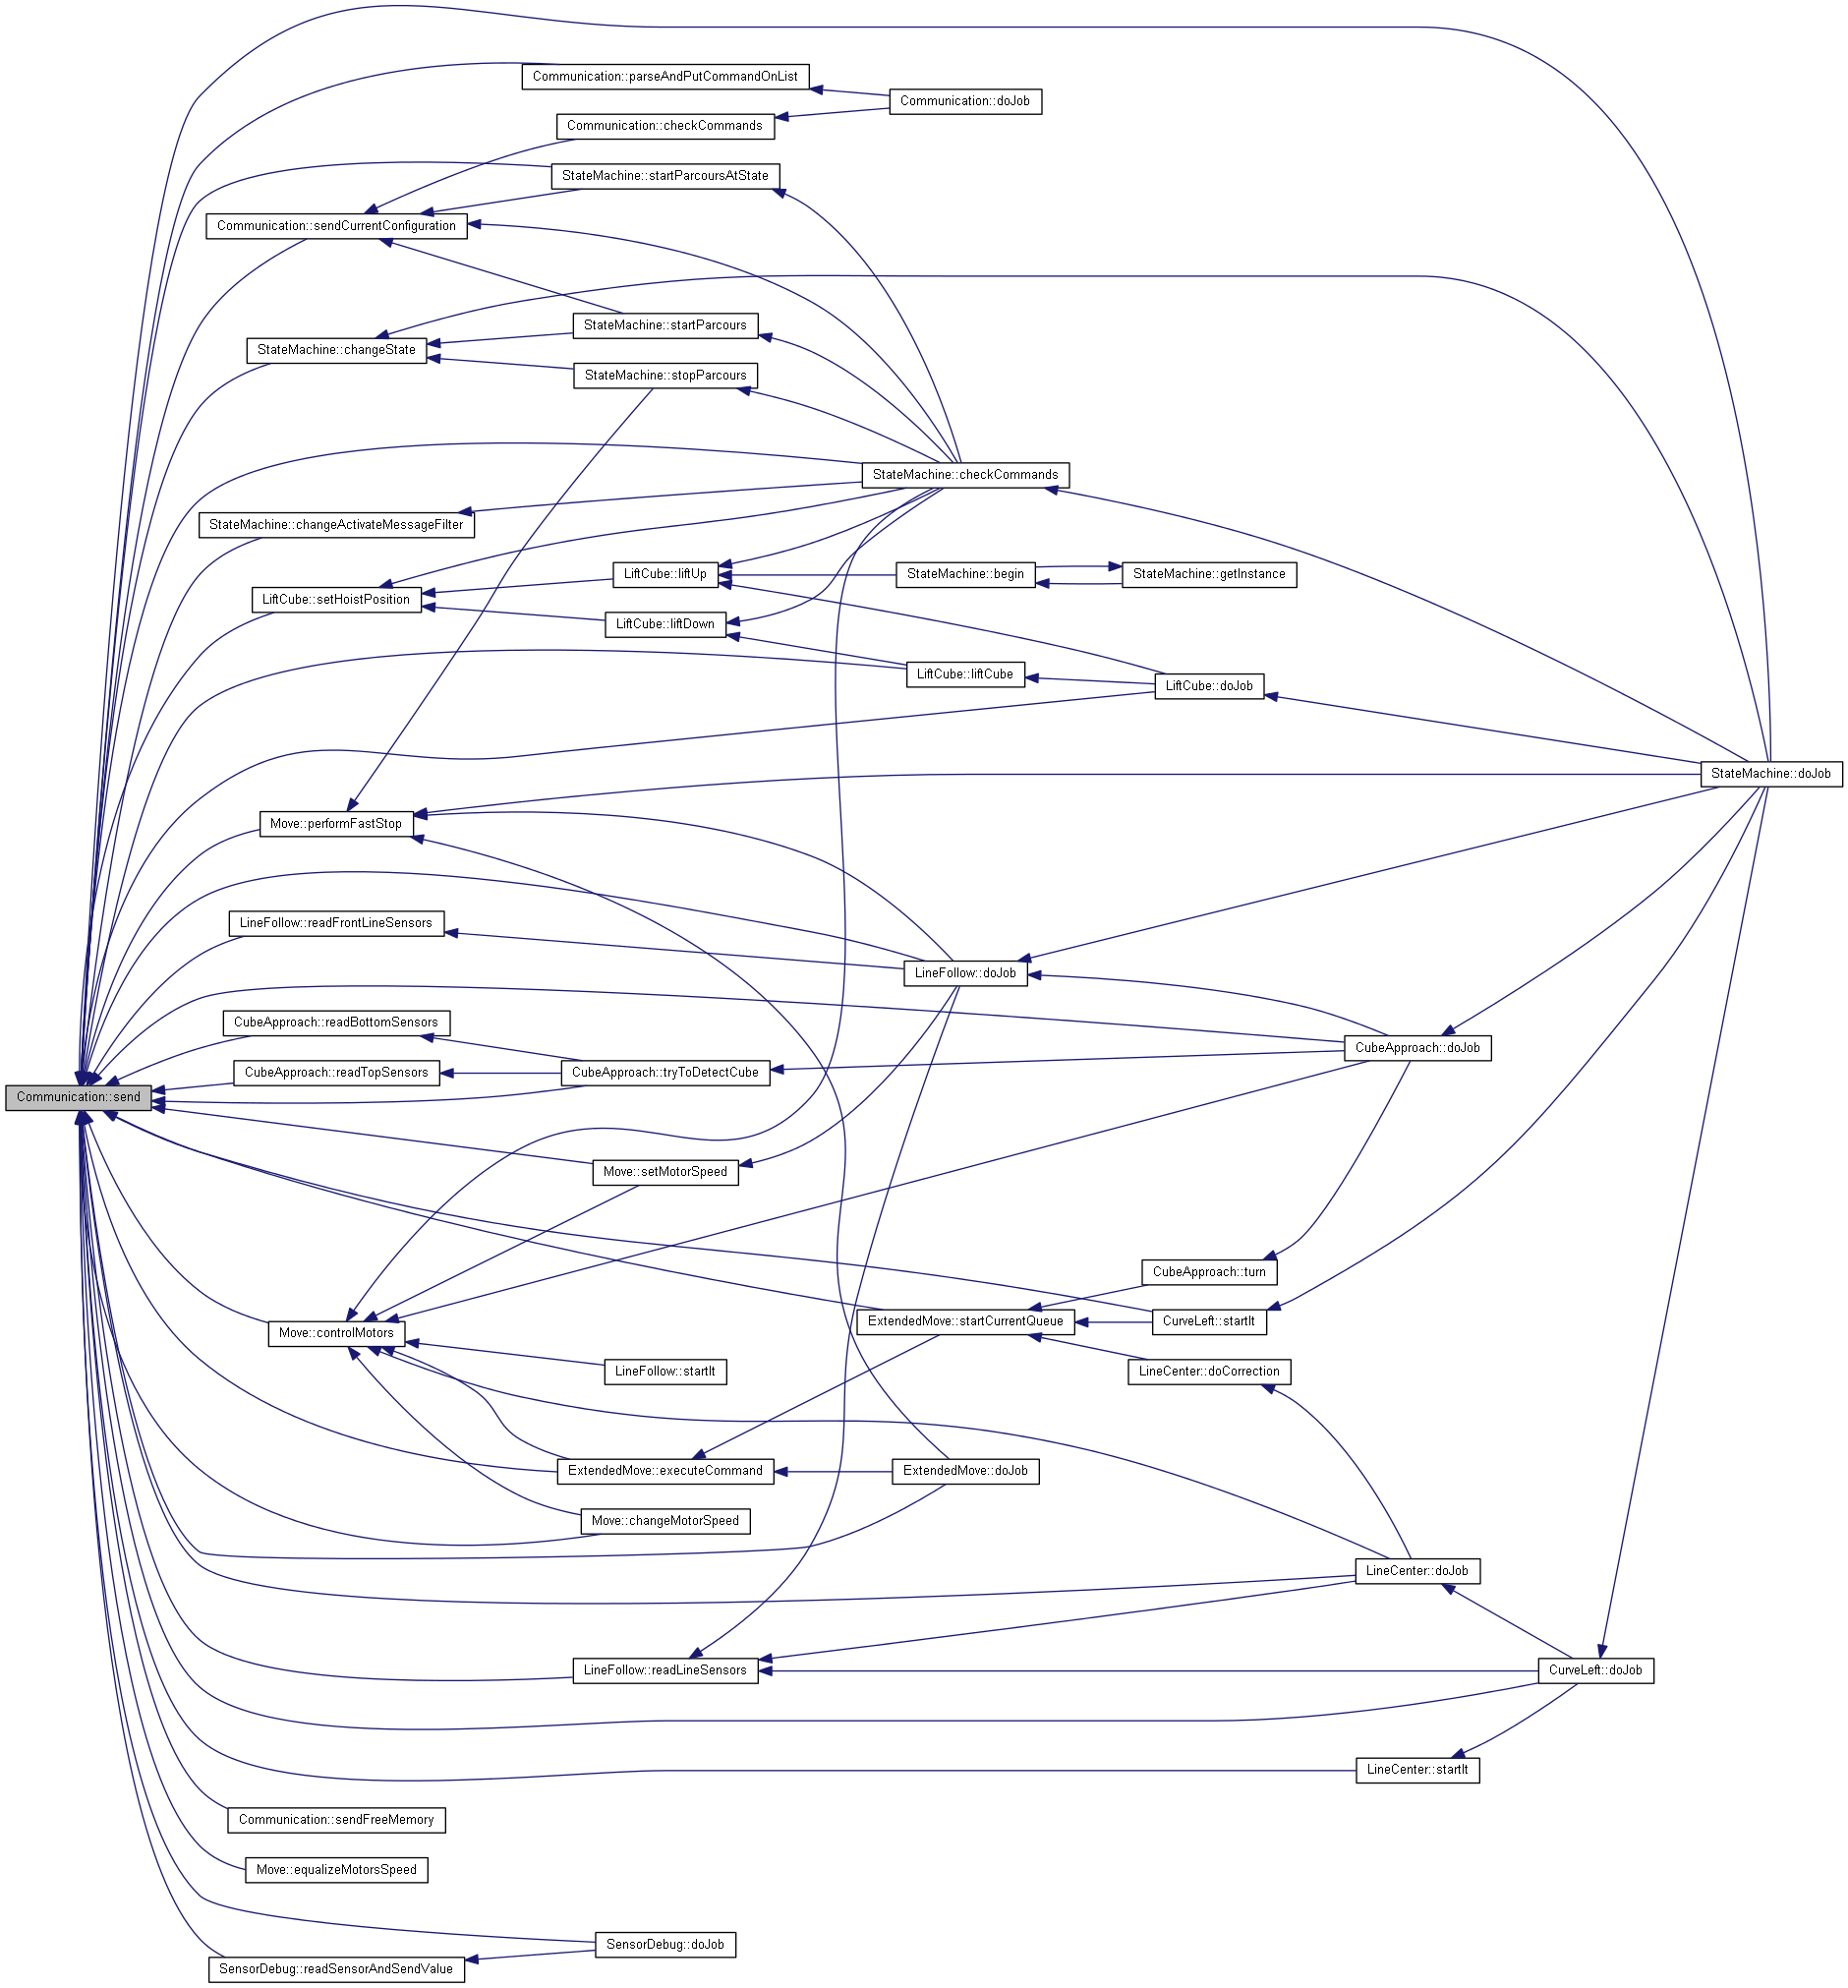 Communication::parseAndPutCommandOnList
Communication::doJob
Communication::checkCommands
StateMachine::startParcoursAtState
Communication::sendCurrentConfiguration
StateMachine::startParcours
StateMachine::changeState
StateMachine::stopParcours
StateMachine::checkCommands
StateMachine::changeActivateMessageFilter
LiftCube::liftUp
StateMachine::begin
StateMachine::getInstance
LiftCube::setHoistPosition
LiftCube::liftDown
LiftCube::liftCube
LiftCube::doJob
StateMachine::doJob
Move::performFastStop
LineFollow::readFrontLineSensors
LineFollow::doJob
CubeApproach::readBottomSensors
CubeApproach::doJob
CubeApproach::readTopSensors
CubeApproach::tryToDetectCube
Communication::send
Move::setMotorSpeed
CubeApproach::turn
ExtendedMove::startCurrentQueue
CurveLeft::startIt
Move::controlMotors
LineFollow::startIt
LineCenter::doCorrection
ExtendedMove::executeCommand
ExtendedMove::doJob
Move::changeMotorSpeed
LineCenter::doJob
LineFollow::readLineSensors
CurveLeft::doJob
LineCenter::startIt
Communication::sendFreeMemory
Move::equalizeMotorsSpeed
SensorDebug::doJob
SensorDebug::readSensorAndSendValue